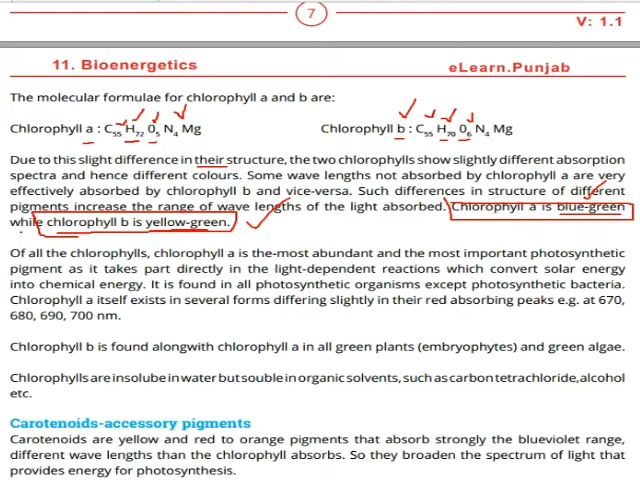 7
V: 1.1
11. Bioenergetics
eLearn.Punjab
The molecular formulae for chlorophyll a and b are:
Chlorophyll a : C55 H72 O5 N4 Mg
Chlorophyll b : C55 H70 O6 N4 Mg
Due to this slight difference in their structure, the two chlorophylls show slightly different absorption
spectra and hence different colours. Some wave lengths not absorbed by chlorophyll a are very
effectively absorbed by chlorophyll b and vice-versa. Such differences in structure of different
pigments increase the range of wave lengths of the light absorbed. Chlorophyll a is blue-green
while chlorophyll b is yellow-green.
Of all the chlorophylls, chlorophyll a is the-most abundant and the most important photosynthetic
pigment as it takes part directly in the light-dependent reactions which convert solar energy
into chemical energy. It is found in all photosynthetic organisms except photosynthetic bacteria.
Chlorophyll a itself exists in several forms differing slightly in their red absorbing peaks e.g. at 670,
680, 690, 700 nm.
Chlorophyll b is found alongwith chlorophyll a in all green plants (embryophytes) and green algae.
Chlorophylls are insolube in water but souble in organic solvents, such as carbon tetrachloride, alcohol
etc.
Carotenoids-accessory pigments
Carotenoids are yellow and red to orange pigments that absorb strongly the blueviolet range,
different wave lengths than the chlorophyll absorbs. So they broaden the spectrum of light that
provides energy for photosynthesis.